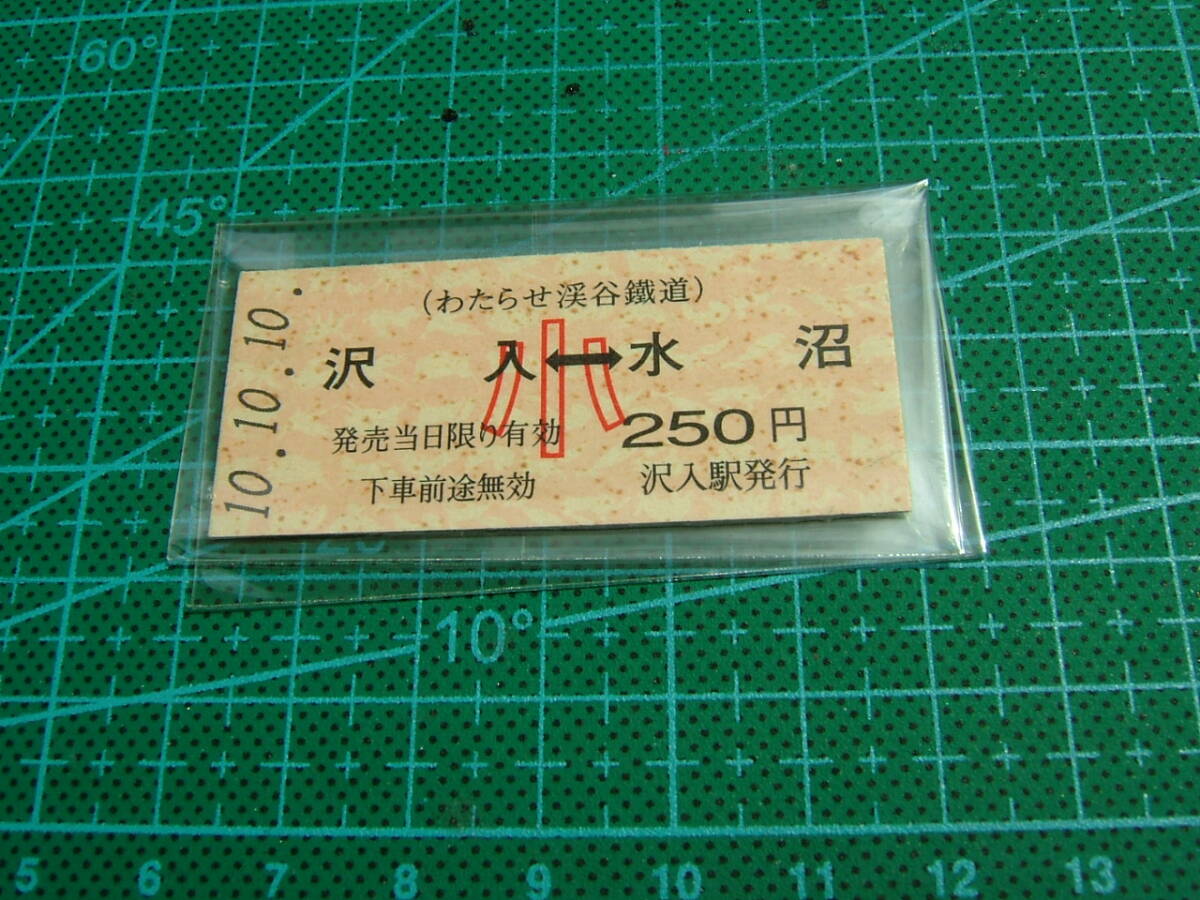 60°
45°
(わたらせ渓谷鐵道)
沢入↔水沼
小
発売当日限り有効 250円
下車前途無効 沢入駅発行
10.10.10.
10°
5 6 7 8 9 10 11 12 13